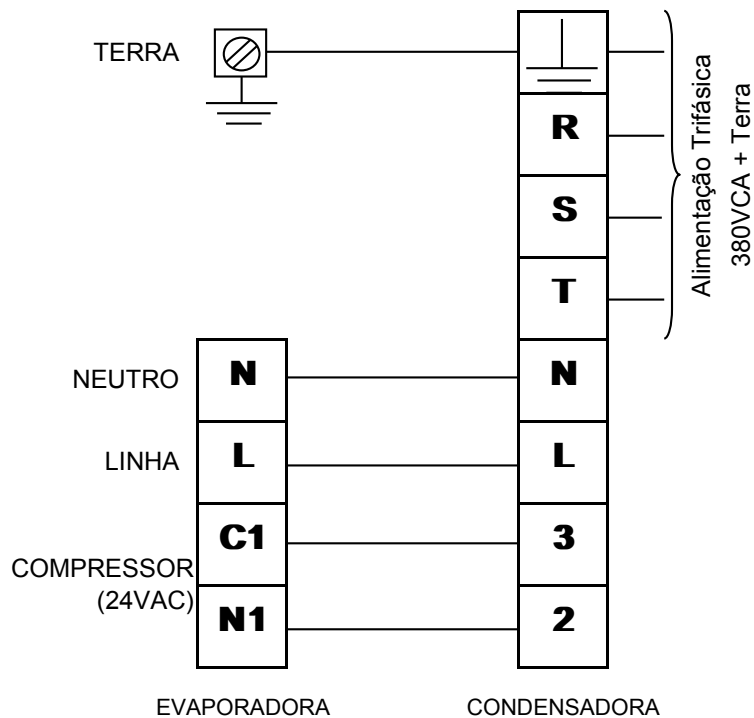 TERRA
R
S
T
Alimentação Trifásica
380VCA + Terra
NEUTRO N N
LINHA L L
C1 3
COMPRESSOR
(24VAC)
N1 2
EVAPORADORA CONDENSADORA